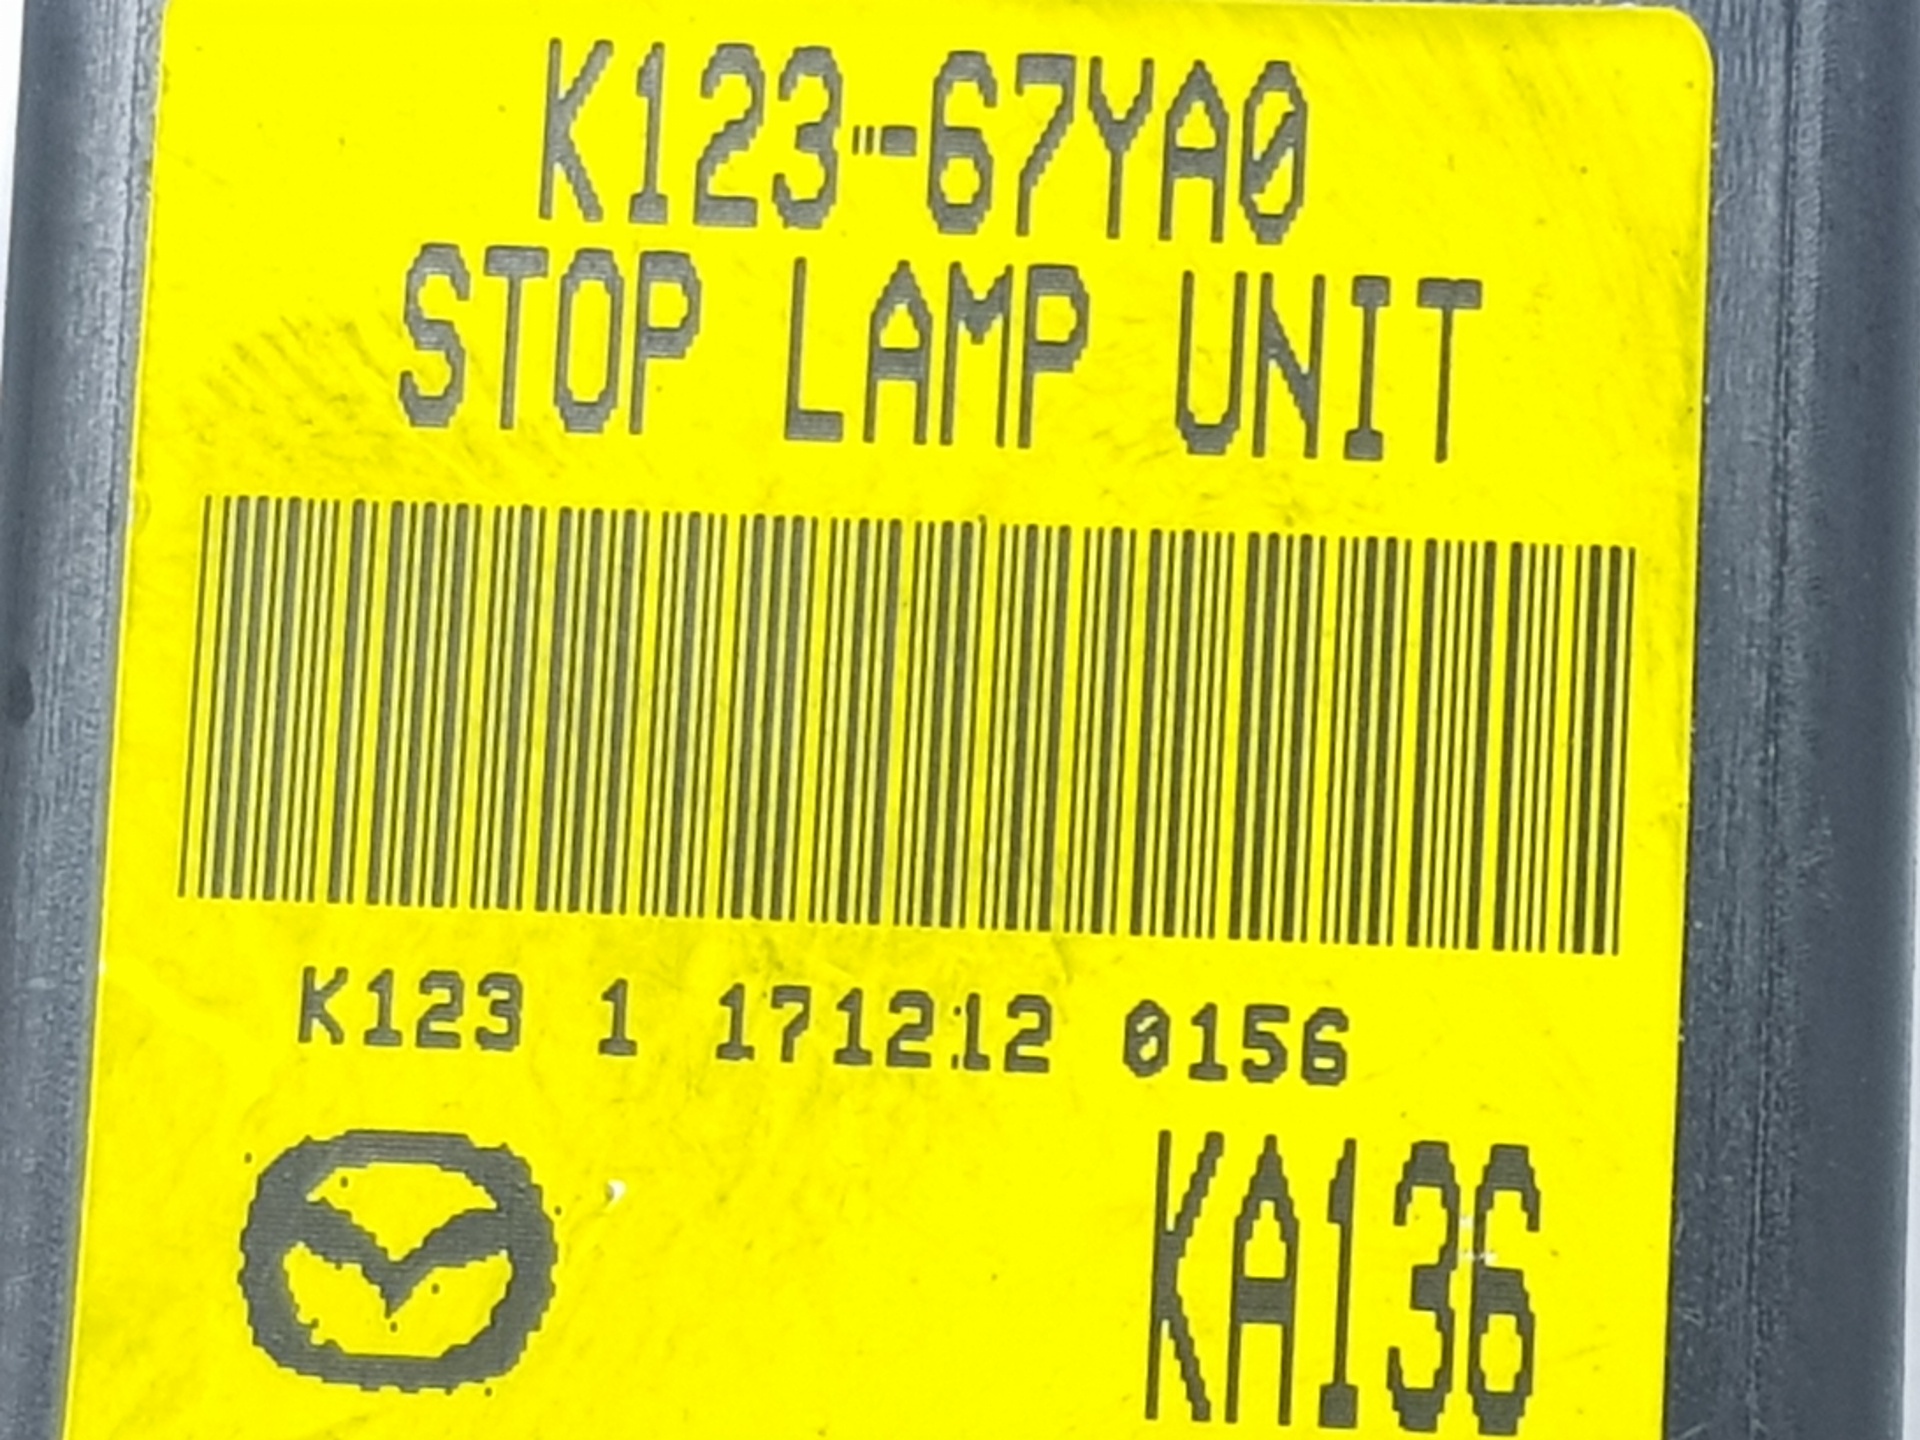 K123-67YA0
STOP LAMP UNIT
K123 1 171212 0156
KA136